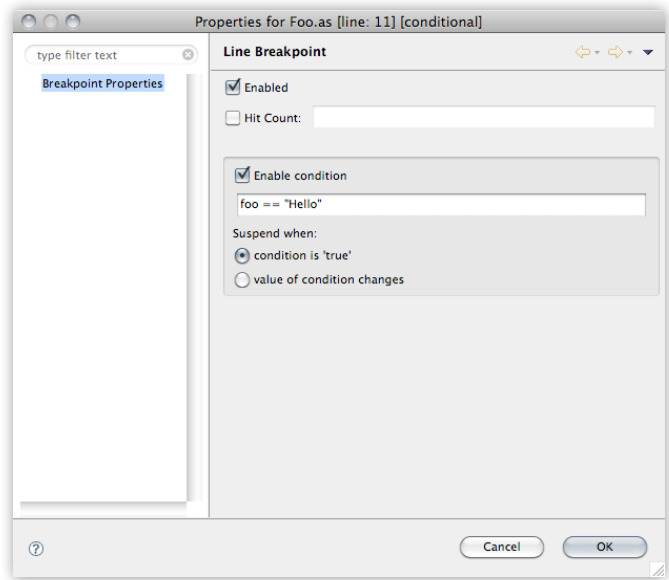 Properties for Foo.as [line: 11] [conditional]
type filter text
Breakpoint Properties
Line Breakpoint
Enabled
Hit Count:
Enable condition
foo == "Hello"
Suspend when:
condition is 'true'
value of condition changes
?
Cancel
OK